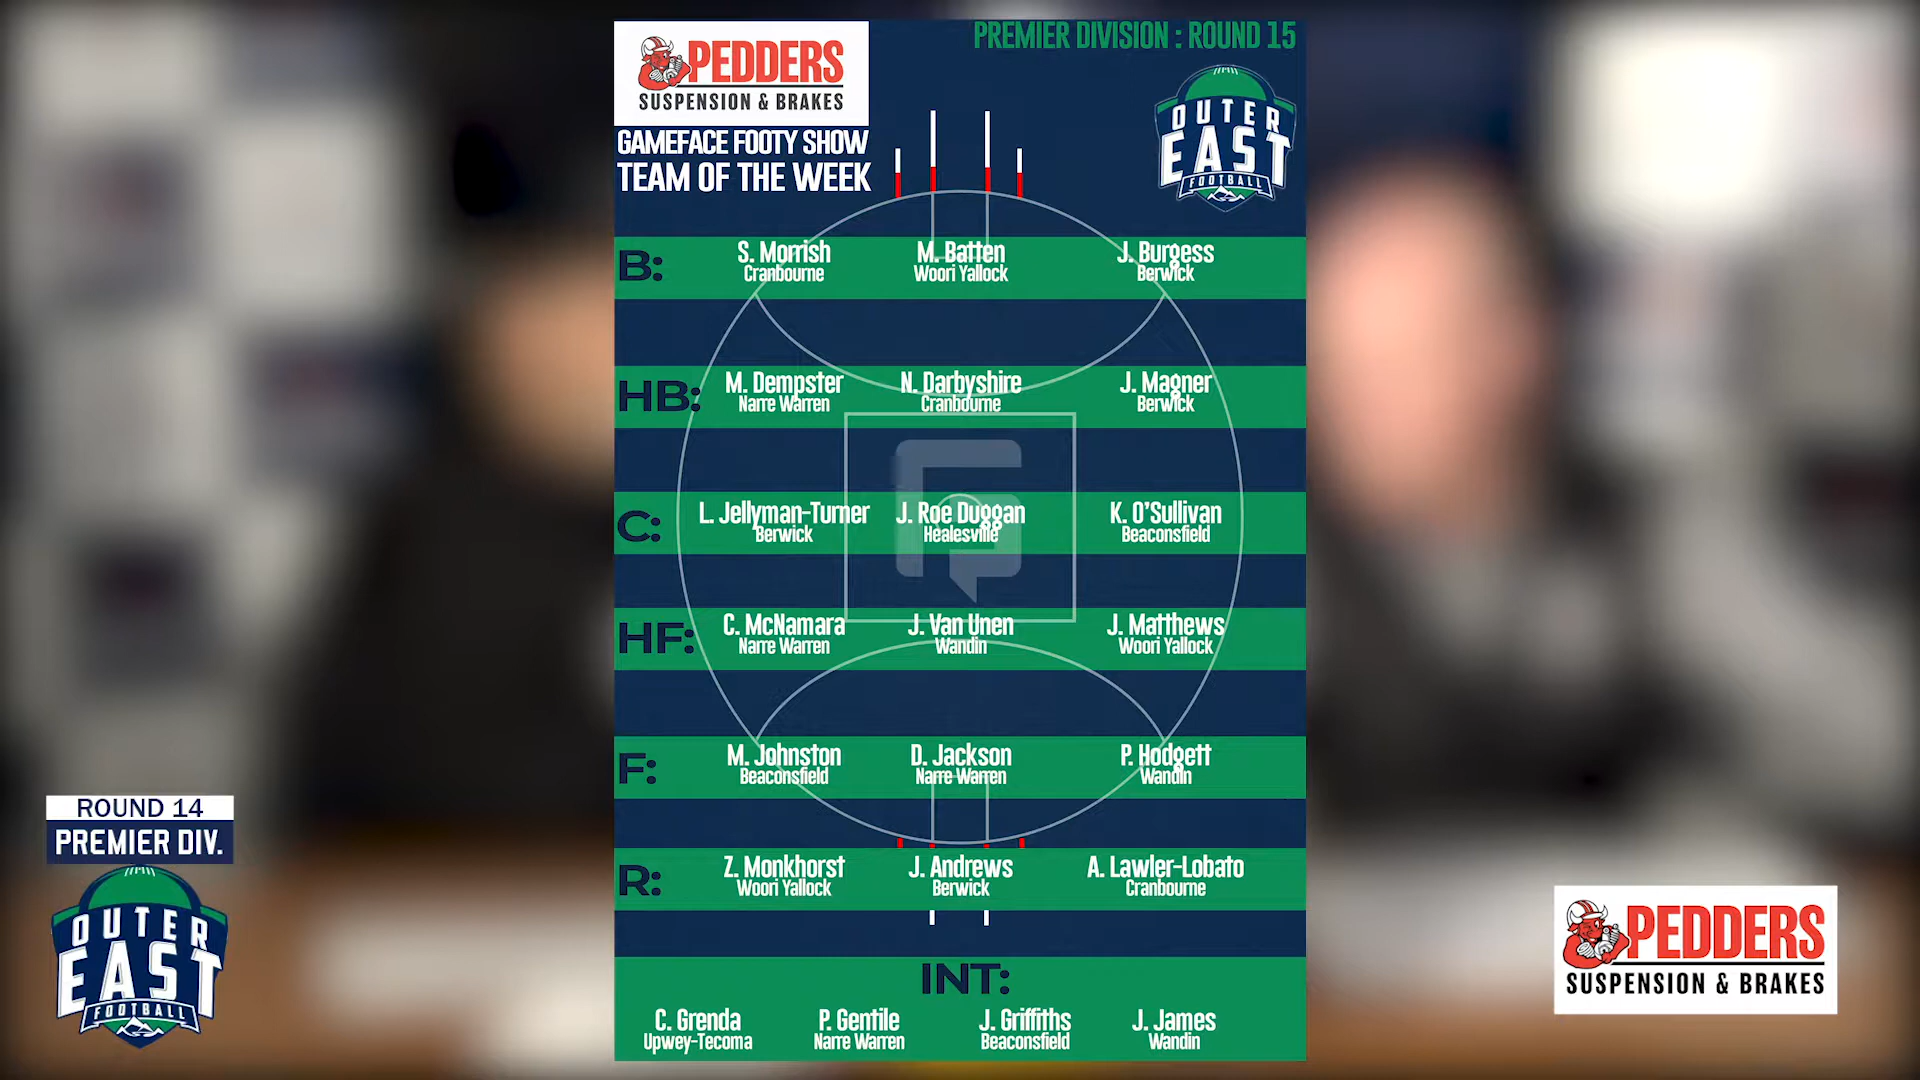 PEDDERS
SUSPENSION & BRAKES
PREMIER DIVISION : ROUND 15
GAMEFACE FOOTY SHOW
TEAM OF THE WEEK
OUTER
EAST
FOOTBALL
B:
S. Morrish
Cranbourne
M. Batten
Woori Yallock
J. Burgess
Berwick
HB:
M. Dempster
Narre Warren
N. Darbyshire
Cranbourne
J. Magner
Berwick
C:
L. Jellyman-Turner
Berwick
J. Roe Duggan
Healesville
K. O'Sullivan
Beaconsfield
HF:
C. McNamara
Narre Warren
J. Van Unen
Wandin
J. Matthews
Woori Yallock
F:
M. Johnston
Beaconsfield
D. Jackson
Narre Warren
P. Hodgett
Wandin
R:
Z. Monkhorst
Woori Yallock
J. Andrews
Berwick
A. Lawler-Lobato
Cranbourne
INT:
C. Grenda
Upwey-Tecoma
P. Gentile
Narre Warren
J. Griffiths
Beaconsfield
J. James
Wandin
ROUND 14
PREMIER DIV.
OUTER
EAST
FOOTBALL
PEDDERS
SUSPENSION & BRAKES